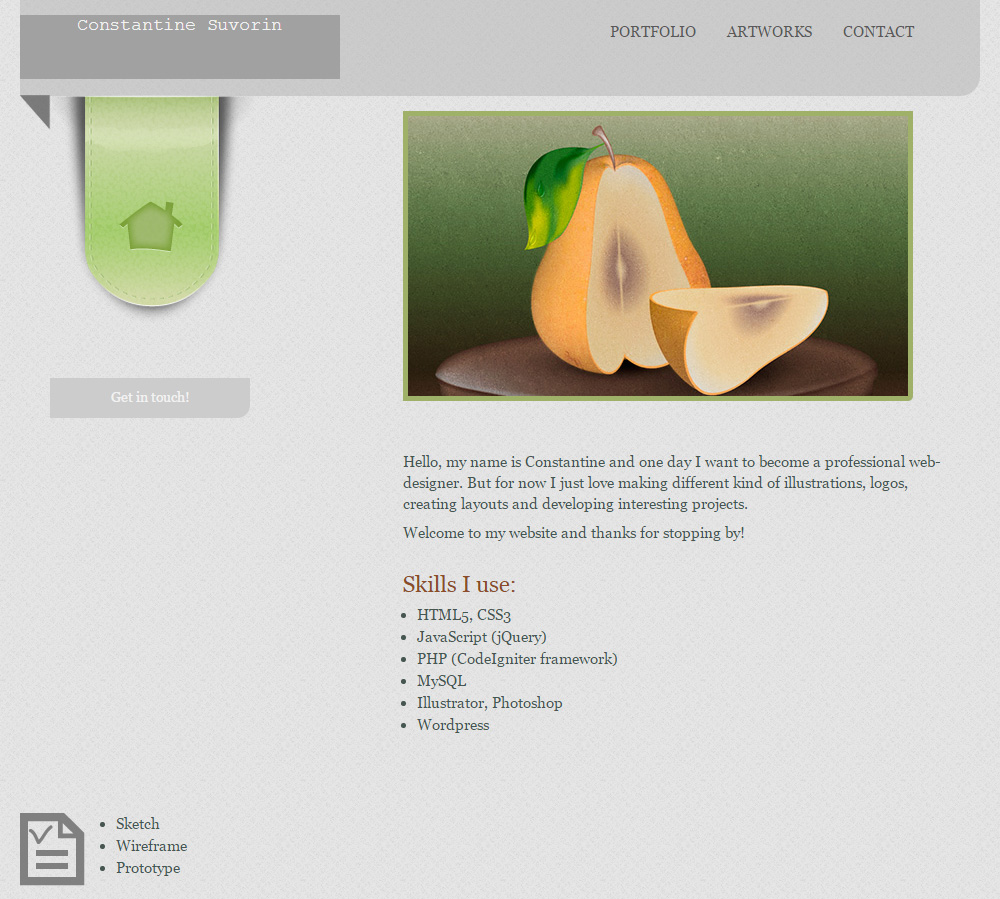 Constantine Suvorin
PORTFOLIO ARTWORKS CONTACT
Get in touch!
Hello, my name is Constantine and one day I want to become a professional web-
designer. But for now I just love making different kind of illustrations, logos,
creating layouts and developing interesting projects.
Welcome to my website and thanks for stopping by!
Skills I use:
HTML5, CSS3
JavaScript (jQuery)
PHP (CodeIgniter framework)
MySQL
Illustrator, Photoshop
Wordpress
Sketch
Wireframe
Prototype